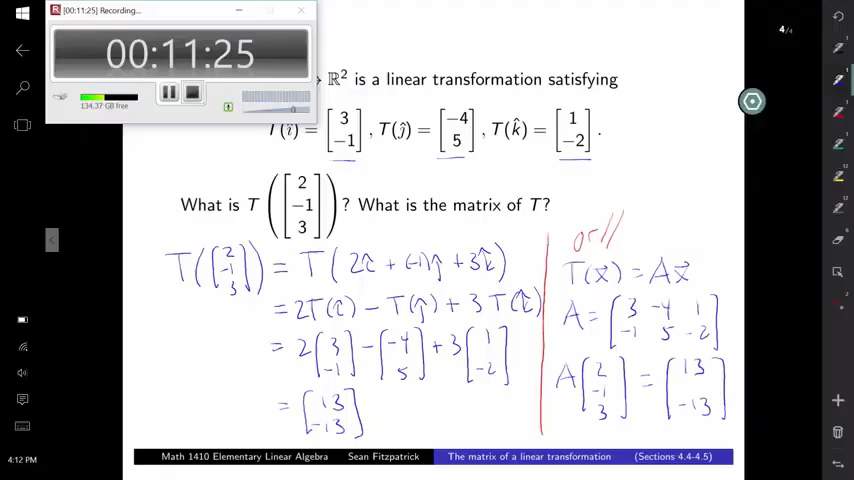 [00:11:25] Recording...
00:11:25
134.37 GB free
4/4
ℝ² is a linear transformation satisfying
T(î) = [3 −1], T(ĵ) = [−4 5], T(k̂) = [1 −2].
What is T([2 −1 3])? What is the matrix of T?
T([2 -1 3]) = T(2î + (-1)ĵ + 3k̂)
= 2T(î) − T(ĵ) + 3T(k̂)
= 2[3 -1] − [-4 5] + 3[1 -2]
= [13 -13]
or //
T(x⃗) = Ax⃗
A = [3 -4 1 -1 5 -2]
A[2 -1 3] = [13 -13]
Math 1410 Elementary Linear Algebra Sean Fitzpatrick The matrix of a linear transformation (Sections 4.4-4.5)
4:12 PM